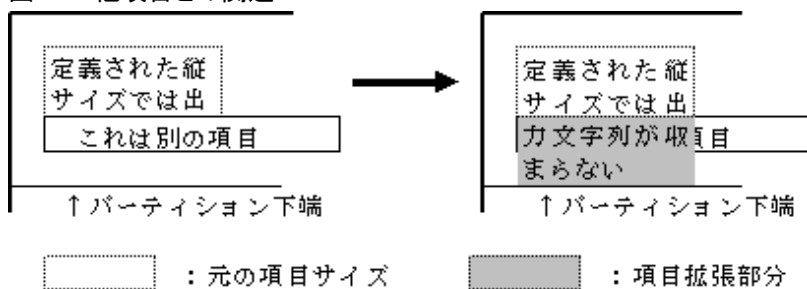 定義された縦
サイズでは出
これは別の項目
↑パーティション下端
定義された縦
サイズでは出
力文字列が収項目
まらない
↑パーティション下端
:元の項目サイズ
:項目拡張部分